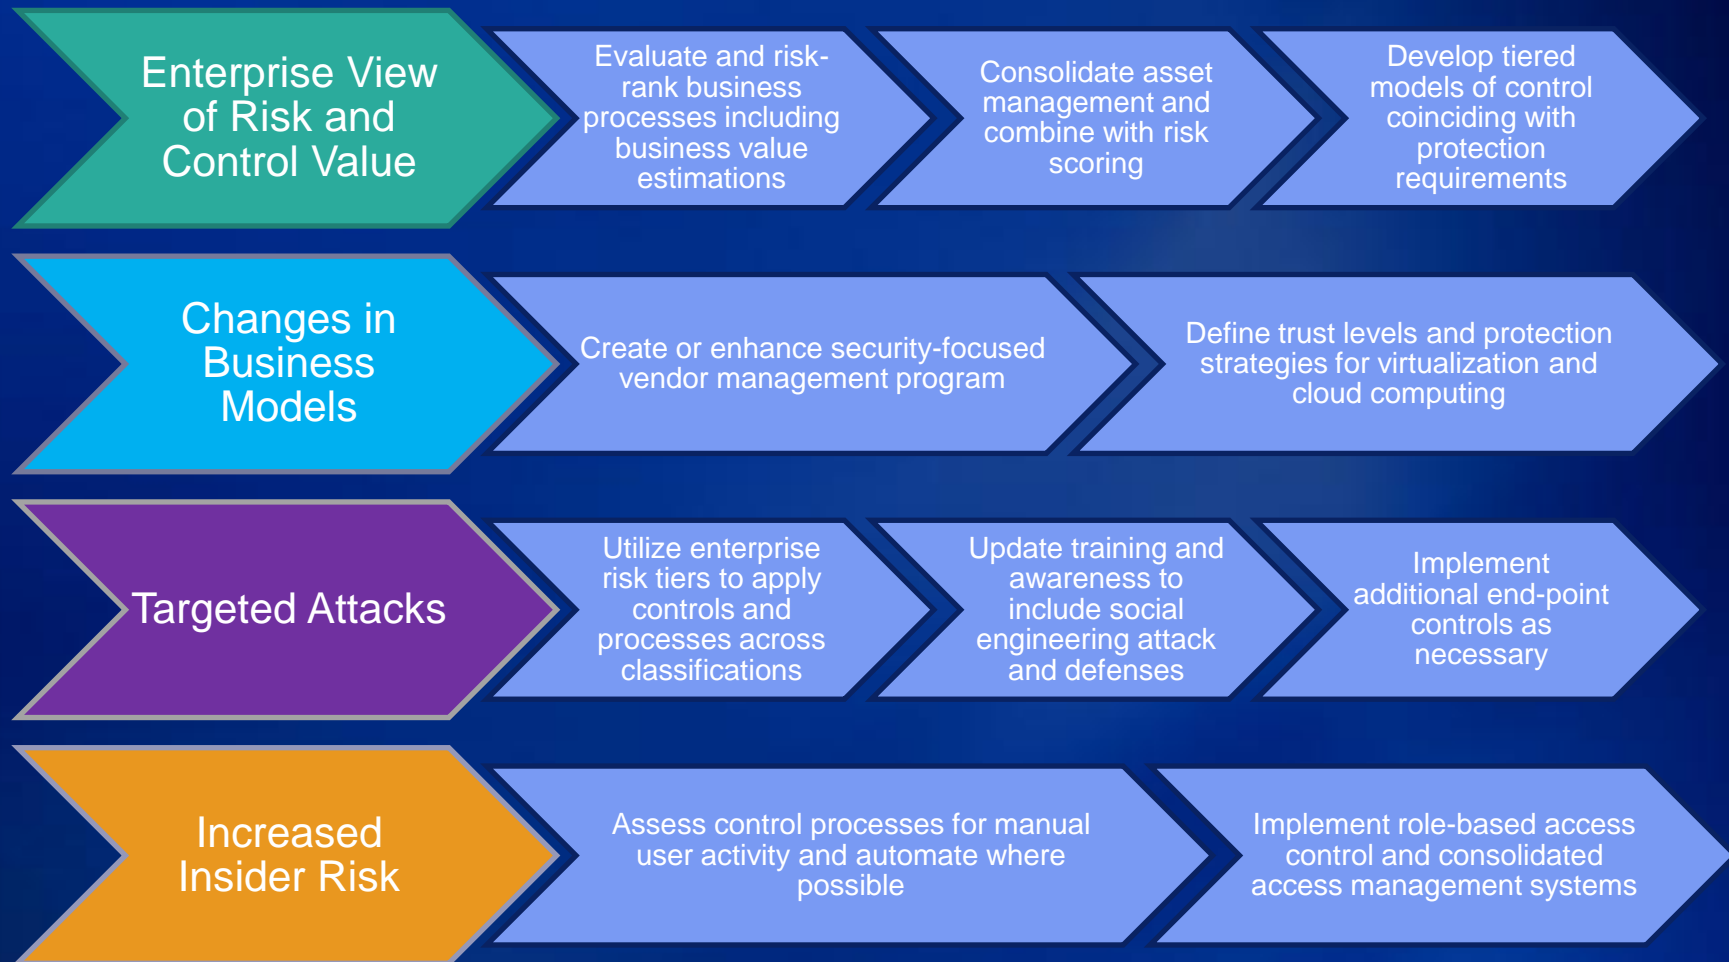 Enterprise View
of Risk and
Control Value
Evaluate and risk-
rank business
processes including
business value
estimations
Consolidate asset
management and
combine with risk
scoring
Develop tiered
models of control
coinciding with
protection
requirements
Changes in
Business
Models
Create or enhance security-focused
vendor management program
Define trust levels and protection
strategies for virtualization and
cloud computing
Targeted Attacks
Utilize enterprise
risk tiers to apply
controls and
processes across
classifications
Update training and
awareness to
include social
engineering attack
and defenses
Implement
additional end-point
controls as
necessary
Increased
Insider Risk
Assess control processes for manual
user activity and automate where
possible
Implement role-based access
control and consolidated
access management systems